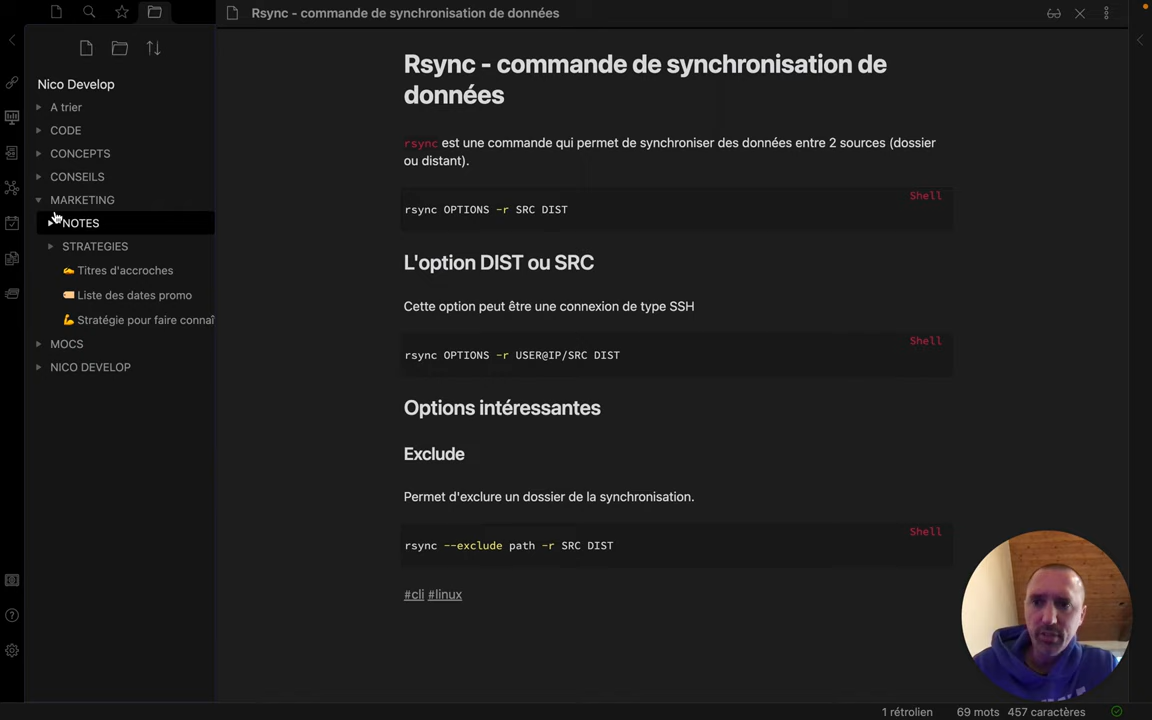 Rsync - commande de synchronisation de données
Nico Develop
A trier
CODE
CONCEPTS
CONSEILS
MARKETING
NOTES
STRATEGIES
Titres d'accroches
Liste des dates promo
Stratégie pour faire connaî
MOCS
NICO DEVELOP
Rsync - commande de synchronisation de
données
rsync est une commande qui permet de synchroniser des données entre 2 sources (dossier
ou distant).
Shell
rsync OPTIONS -r SRC DIST
L'option DIST ou SRC
Cette option peut être une connexion de type SSH
Shell
rsync OPTIONS -r USER@IP/SRC DIST
Options intéressantes
Exclude
Permet d'exclure un dossier de la synchronisation.
Shell
rsync --exclude path -r SRC DIST
#cli #linux
1 rétrolien 69 mots 457 caractères